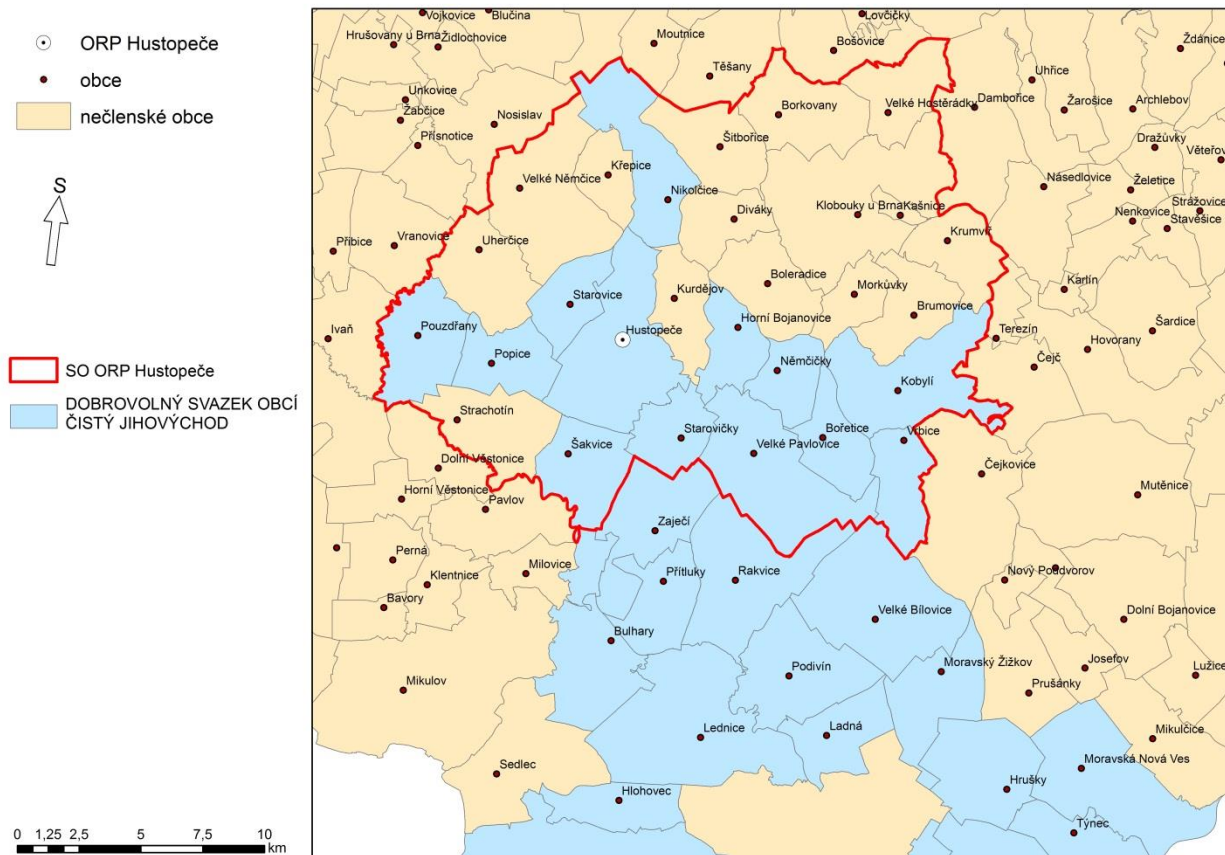 ORP Hustopeče
obce
nečlenské obce
S
SO ORP Hustopeče
DOBROVOLNÝ SVAZEK OBCÍ
ČISTÝ JIHOVÝCHOD
0 1,25 2,5 5 7,5 10
km
Vojkovice
Blučina
Lovčičky
Hrušovany u Brna
Židlochovice
Moutnice
Bošovice
Ždánice
Těšany
Uhřice
Unkovice
Žabčice
Nosislav
Borkovany
Velké Hostěrádky
Dambořice
Žarošice
Archlebov
Přísnotice
Šitbořice
Dražůvky
Věteřov
Velké Němčice
Křepice
Násedlovice
Želetice
Nikolčice
Strážovice
Diváky
Klobouky u Brna
Kašnice
Nenkovice
Stavěšice
Přibice
Vranovice
Uherčice
Krumvíř
Boleradice
Karlín
Starovice
Kurdějov
Morkůvky
Brumovice
Ivaň
Pouzdřany
Hustopeče
Horní Bojanovice
Terezín
Hovorany
Šardice
Popice
Němčičky
Čejč
Kobylí
Strachotín
Starovičky
Bořetice
Vrbice
Šakvice
Velké Pavlovice
Dolní Věstonice
Čejkovice
Horní Věstonice
Pavlov
Mutěnice
Zaječí
Perná
Milovice
Přítluky
Rakvice
Nový Poddvorov
Klentnice
Bavory
Velké Bílovice
Dolní Bojanovice
Bulhary
Podivín
Moravský Žižkov
Josefov
Lužice
Mikulov
Prušánky
Lednice
Ladná
Mikulčice
Sedlec
Moravská Nová Ves
Hlohovec
Hrušky
Týnec